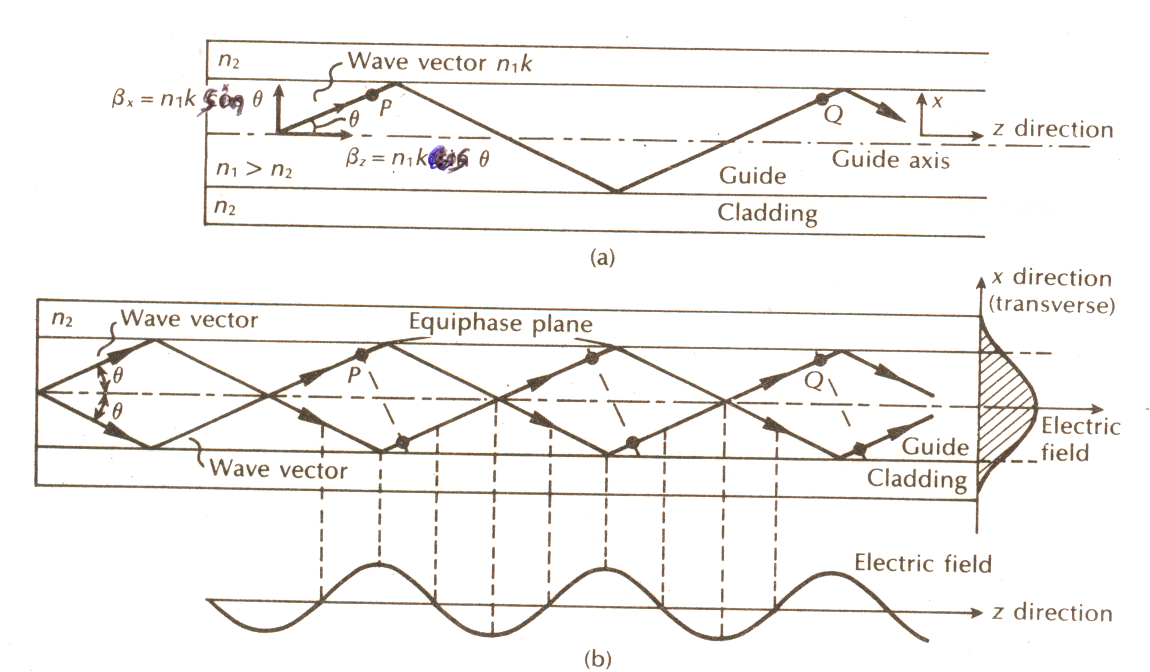 n₂
Wave vector n₁k
βₓ = n₁k sin θ
P
θ
Q
x
z direction
β_z = n₁k cos θ
Guide axis
n₁ > n₂
Guide
n₂
Cladding
(a)
x direction
(transverse)
n₂
Wave vector
Equiphase plane
θ
P
Q
θ
Electric
field
Guide
Wave vector
Cladding
Electric field
z direction
(b)